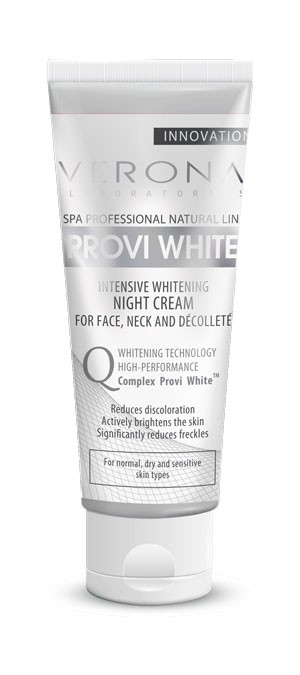 INNOVATION
VERONA
LABORATORIES
SPA PROFESSIONAL NATURAL LIN
PROVI WHITE
INTENSIVE WHITENING
NIGHT CREAM
FOR FACE, NECK AND DÉCOLLETÉ
Q WHITENING TECHNOLOGY
HIGH-PERFORMANCE
Complex Provi White™
Reduces discoloration
Actively brightens the skin
Significantly reduces freckles
For normal, dry and sensitive
skin types